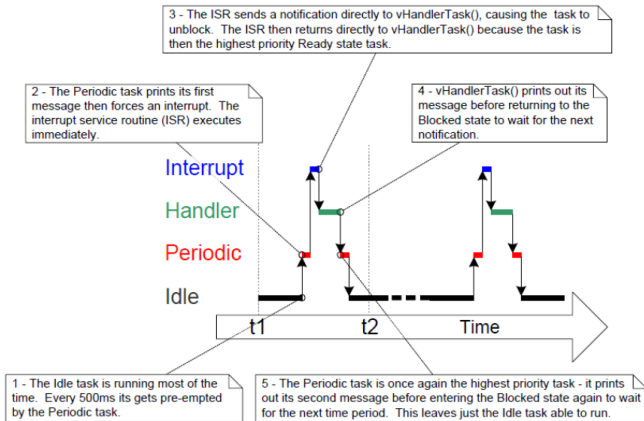 3 - The ISR sends a notification directly to vHandlerTask(), causing the task to
unblock. The ISR then returns directly to vHandlerTask() because the task is
then the highest priority Ready state task.
2 - The Periodic task prints its first
message then forces an interrupt. The
interrupt service routine (ISR) executes
immediately.
4 - vHandlerTask() prints out its
message before returning to the
Blocked state to wait for the next
notification.
Interrupt
Handler
Periodic
Idle
t1
t2
Time
1 - The Idle task is running most of the
time. Every 500ms its gets pre-empted
by the Periodic task.
5 - The Periodic task is once again the highest priority task - it prints
out its second message before entering the Blocked state again to wait
for the next time period. This leaves just the Idle task able to run.